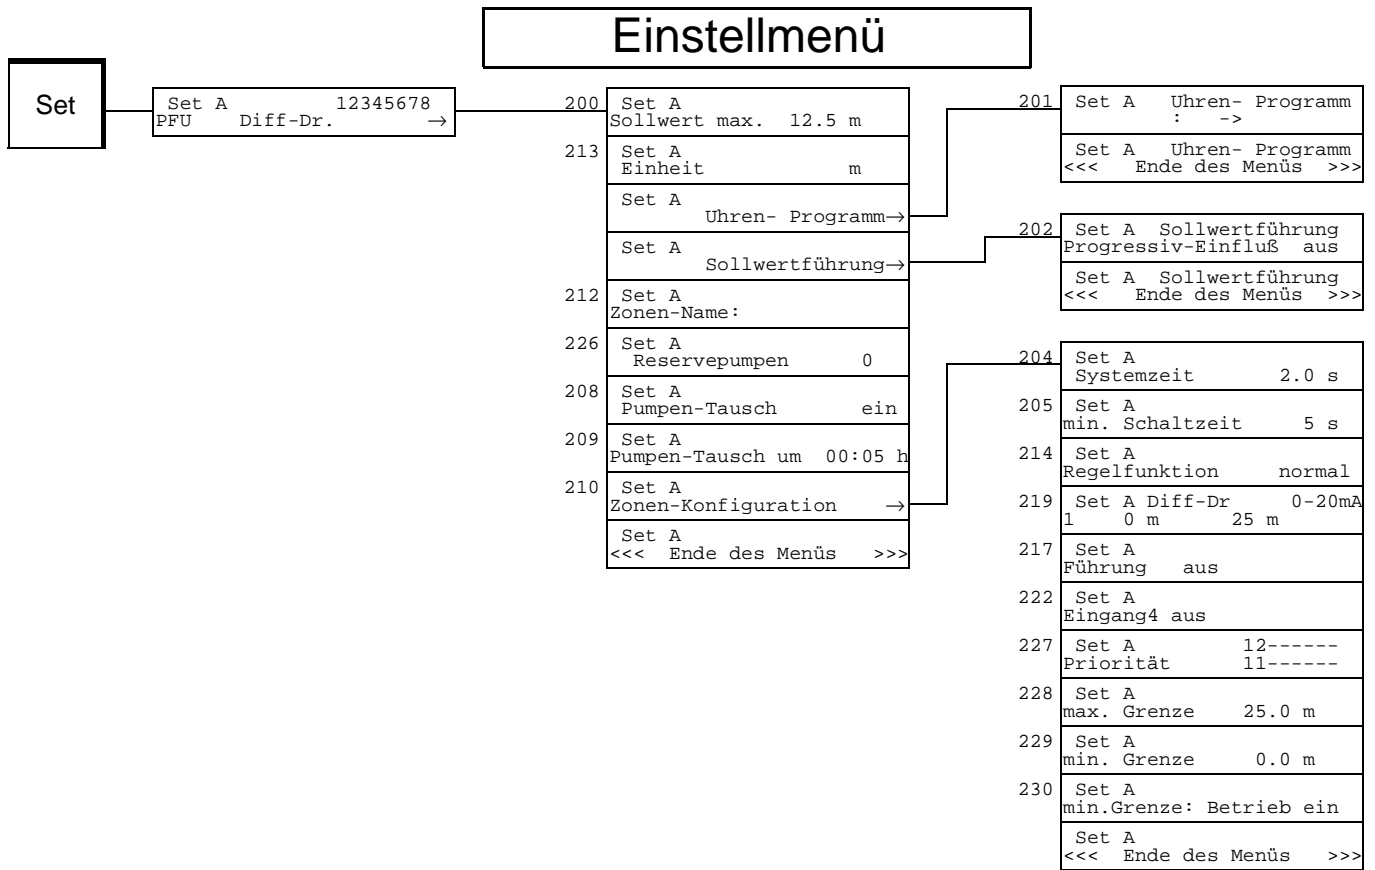 Einstellmenü
Set
Set A 12345678
PFU Diff-Dr. →
200 Set A
Sollwert max. 12.5 m
213 Set A
Einheit m
Set A
Uhren- Programm→
Set A
Sollwertführung→
212 Set A
Zonen-Name:
226 Set A
Reservepumpen 0
208 Set A
Pumpen-Tausch ein
209 Set A
Pumpen-Tausch um 00:05 h
210 Set A
Zonen-Konfiguration →
Set A
<<< Ende des Menüs >>>
201 Set A Uhren- Programm
: ->
Set A Uhren- Programm
<<< Ende des Menüs >>>
202 Set A Sollwertführung
Progressiv-Einfluß aus
Set A Sollwertführung
<<< Ende des Menüs >>>
204 Set A
Systemzeit 2.0 s
205 Set A
min. Schaltzeit 5 s
214 Set A
Regelfunktion normal
219 Set A Diff-Dr 0-20mA
1 0 m 25 m
217 Set A
Führung aus
222 Set A
Eingang4 aus
227 Set A 12------
Priorität 11------
228 Set A
max. Grenze 25.0 m
229 Set A
min. Grenze 0.0 m
230 Set A
min.Grenze: Betrieb ein
Set A
<<< Ende des Menüs >>>